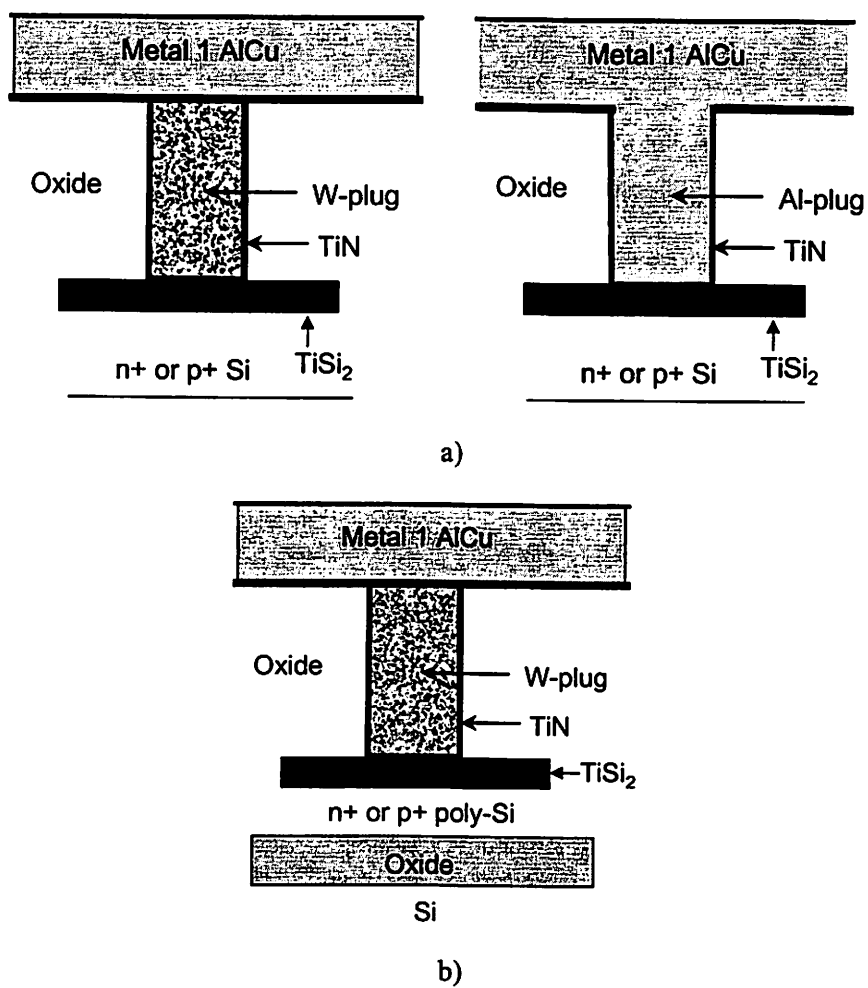 Metal 1 AlCu
Oxide
W-plug
TiN
TiSi₂
n+ or p+ Si
Metal 1 AlCu
Oxide
Al-plug
TiN
TiSi₂
n+ or p+ Si
a)
Metal 1 AlCu
Oxide
W-plug
TiN
TiSi₂
n+ or p+ poly-Si
Oxide
Si
b)